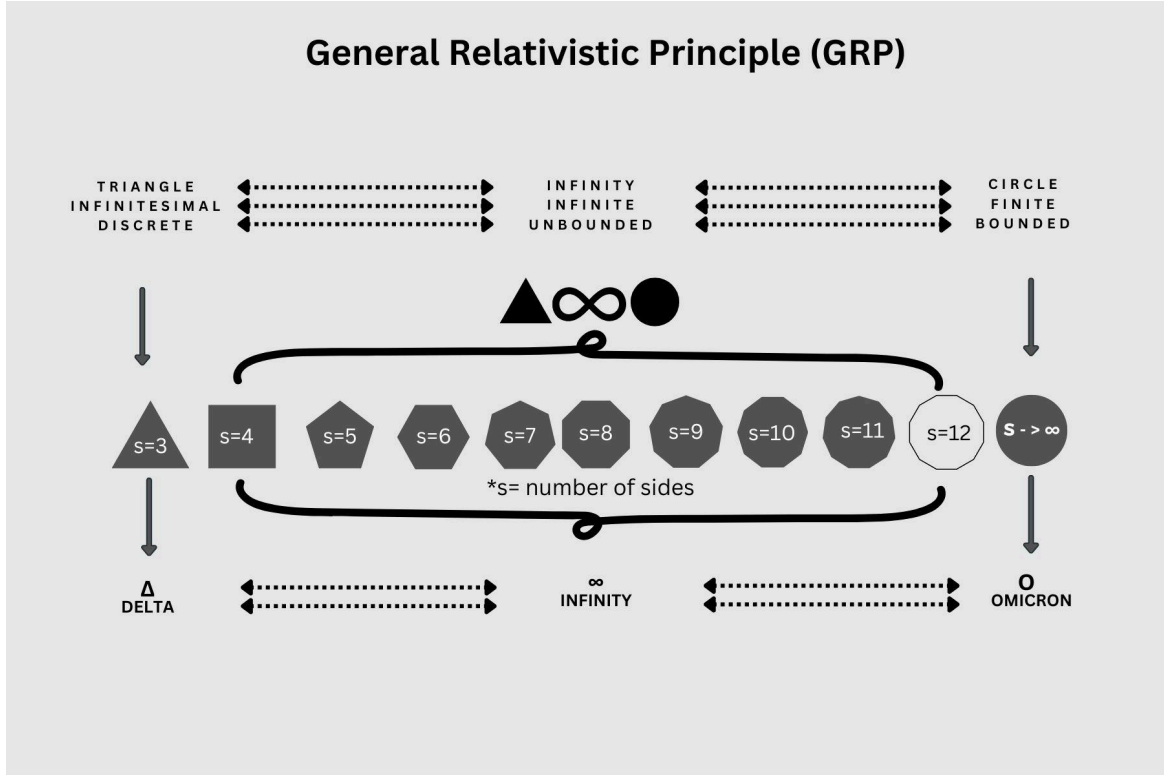 General Relativistic Principle (GRP)
TRIANGLE
INFINITESIMAL
DISCRETE
INFINITY
INFINITE
UNBOUNDED
CIRCLE
FINITE
BOUNDED
∞
s=3
s=4
s=5
s=6
s=7
s=8
s=9
s=10
s=11
s=12
S -> ∞
*s= number of sides
Δ
DELTA
∞
INFINITY
O
OMICRON